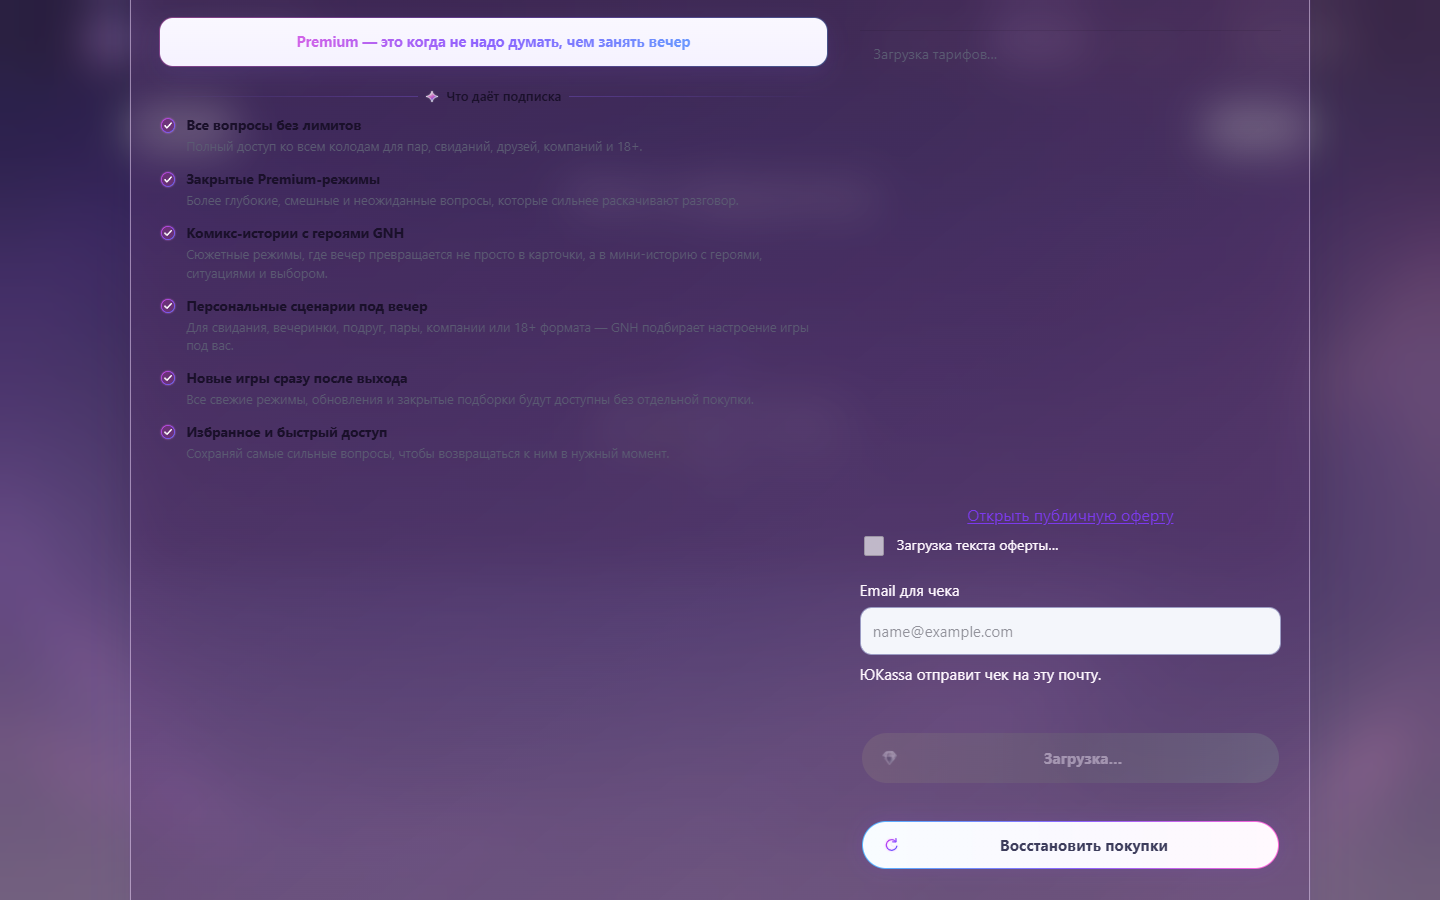 Premium — это когда не надо думать, чем занять вечер
Что даёт подписка
Все вопросы без лимитов
Полный доступ ко всем колодам для пар, свиданий, друзей, компаний и 18+.
Закрытые Premium-режимы
Более глубокие, смешные и неожиданные вопросы, которые сильнее раскачивают разговор.
Комикс-истории с героями GNH
Сюжетные режимы, где вечер превращается не просто в карточки, а в мини-историю с героями,
ситуациями и выбором.
Персональные сценарии под вечер
Для свидания, вечеринки, подруг, пары, компании или 18+ формата — GNH подбирает настроение игры
под вас.
Новые игры сразу после выхода
Все свежие режимы, обновления и закрытые подборки будут доступны без отдельной покупки.
Избранное и быстрый доступ
Сохраняй самые сильные вопросы, чтобы возвращаться к ним в нужный момент.
Загрузка тарифов...
Открыть публичную оферту
Загрузка текста оферты...
Email для чека
name@example.com
ЮKassa отправит чек на эту почту.
Загрузка...
Восстановить покупки